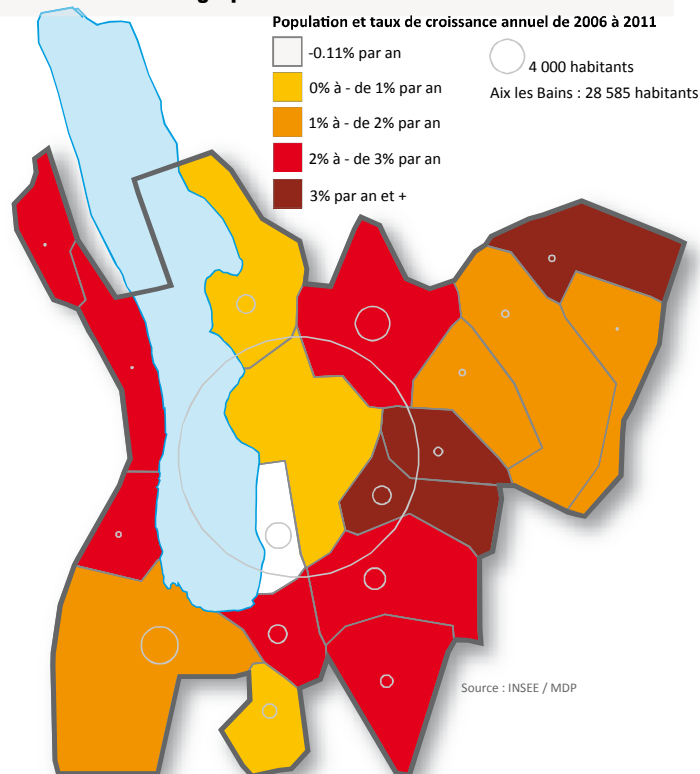 Population et taux de croissance annuel de 2006 à 2011
-0.11% par an
0% à - de 1% par an
1% à - de 2% par an
2% à - de 3% par an
3% par an et +
4 000 habitants
Aix les Bains : 28 585 habitants
Source : INSEE / MDP